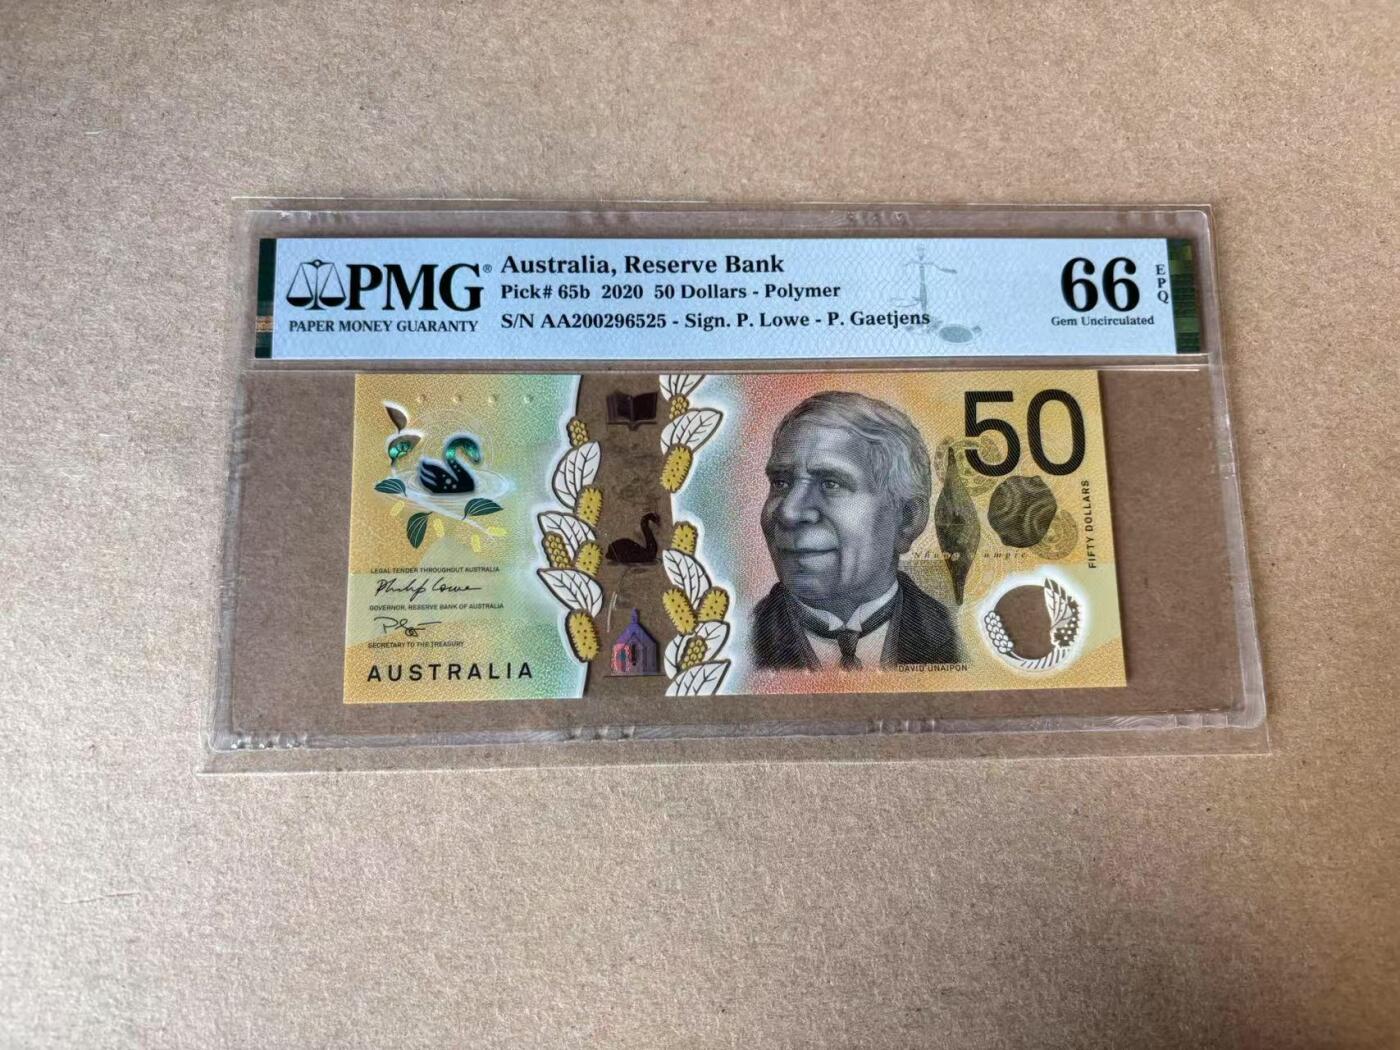 PMG®
PAPER MONEY GUARANTY
Australia, Reserve Bank
Pick# 65b 2020 50 Dollars - Polymer
S/N AA200296525 - Sign. P. Lowe - P. Gaetjens
66
EPQ
Gem Uncirculated
50
FIFTY DOLLARS
LEGAL TENDER THROUGHOUT AUSTRALIA
Philip Lowe
GOVERNOR, RESERVE BANK OF AUSTRALIA
SECRETARY TO THE TREASURY
AUSTRALIA
DAVID UNAIPON